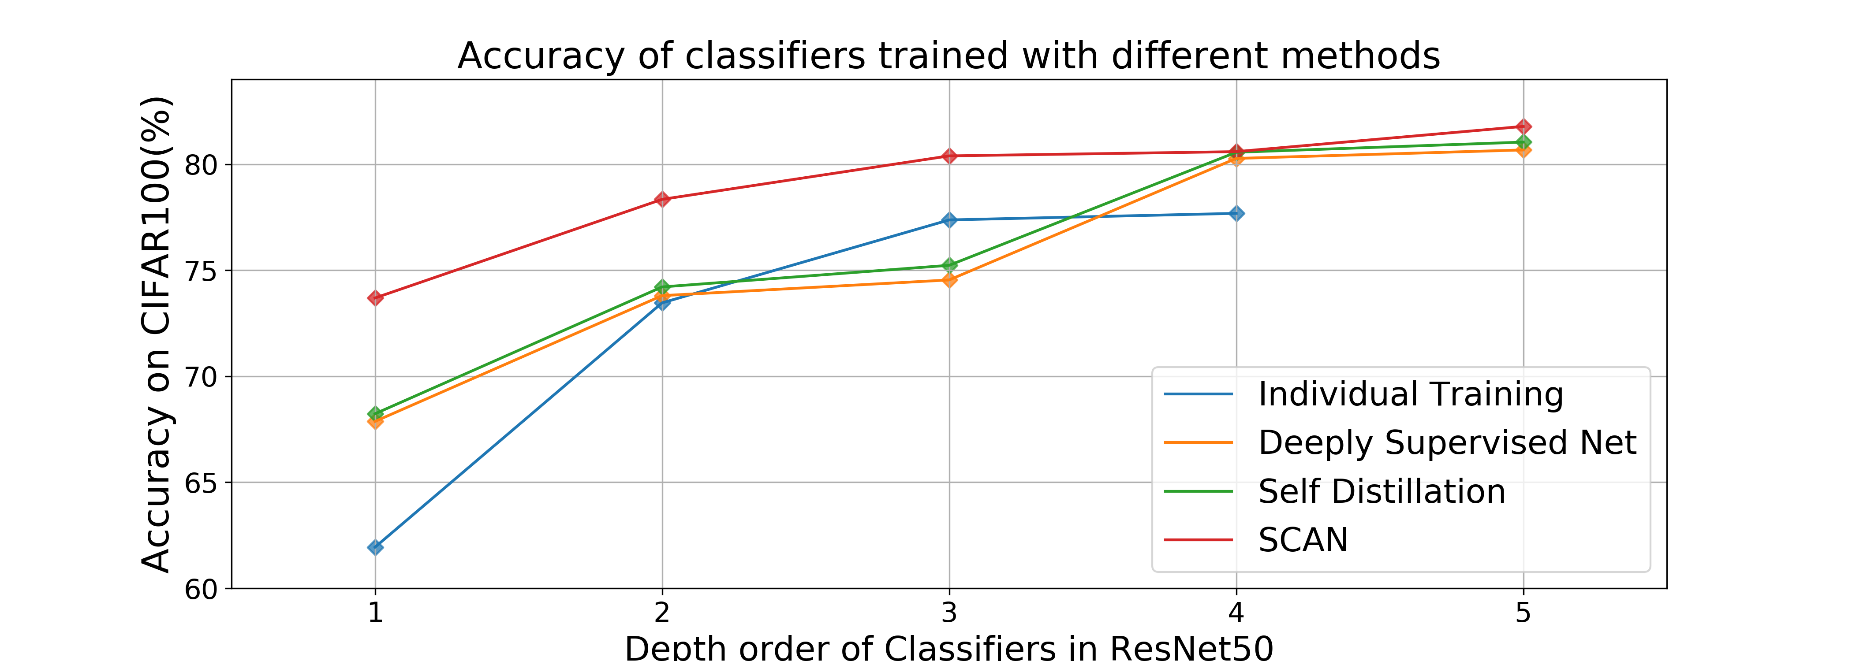 Accuracy of classifiers trained with different methods
Accuracy on CIFAR100(%)
80
75
70
65
60
Individual Training
Deeply Supervised Net
Self Distillation
SCAN
1 2 3 4 5
Depth order of Classifiers in ResNet50